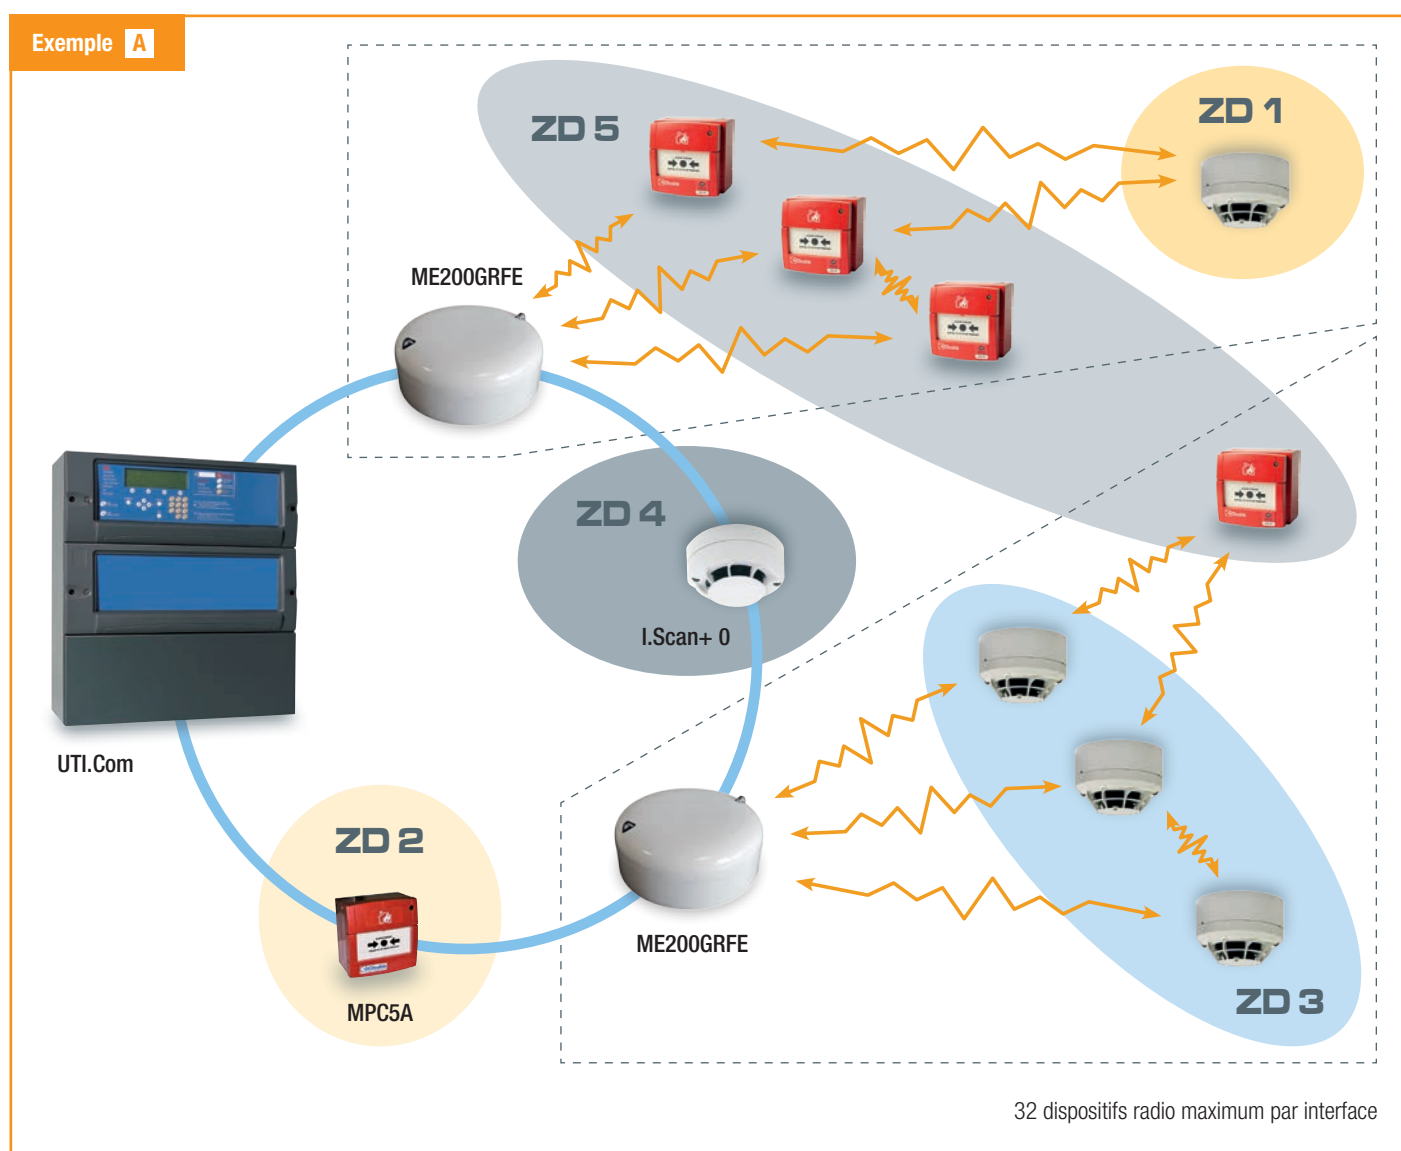 Exemple A
ZD 1
ZD 5
ME200GRFE
ZD 4
I.Scan+ 0
UTI.Com
ZD 2
MPC5A
ME200GRFE
ZD 3
32 dispositifs radio maximum par interface